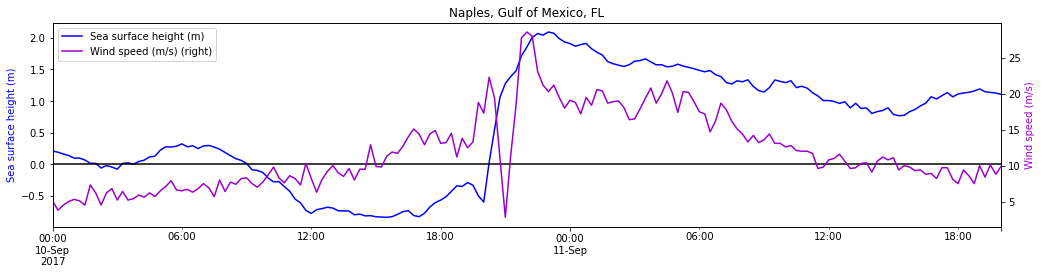 Naples, Gulf of Mexico, FL
Sea surface height (m)
Wind speed (m/s) (right)
Sea surface height (m)
2.0
1.5
1.0
0.5
0.0
−0.5
25
20
15
10
5
Wind speed (m/s)
00:00 06:00 12:00 18:00 00:00 06:00 12:00 18:00
10-Sep 11-Sep
2017